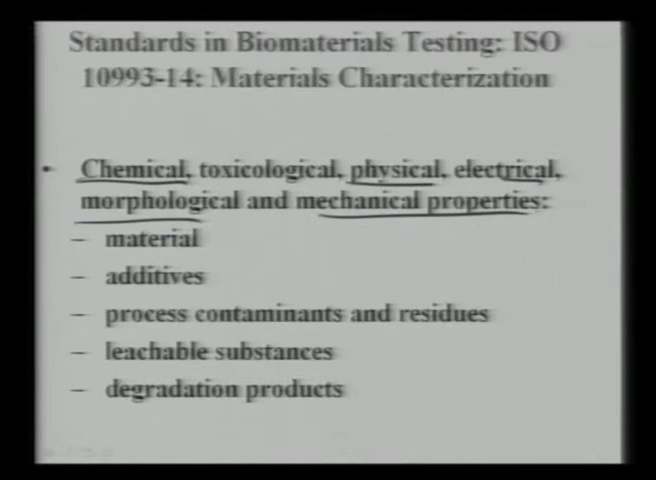 Standards in Biomaterials Testing: ISO
10993-14: Materials Characterization
• Chemical, toxicological, physical, electrical,
morphological and mechanical properties:
– material
– additives
– process contaminants and residues
– leachable substances
– degradation products